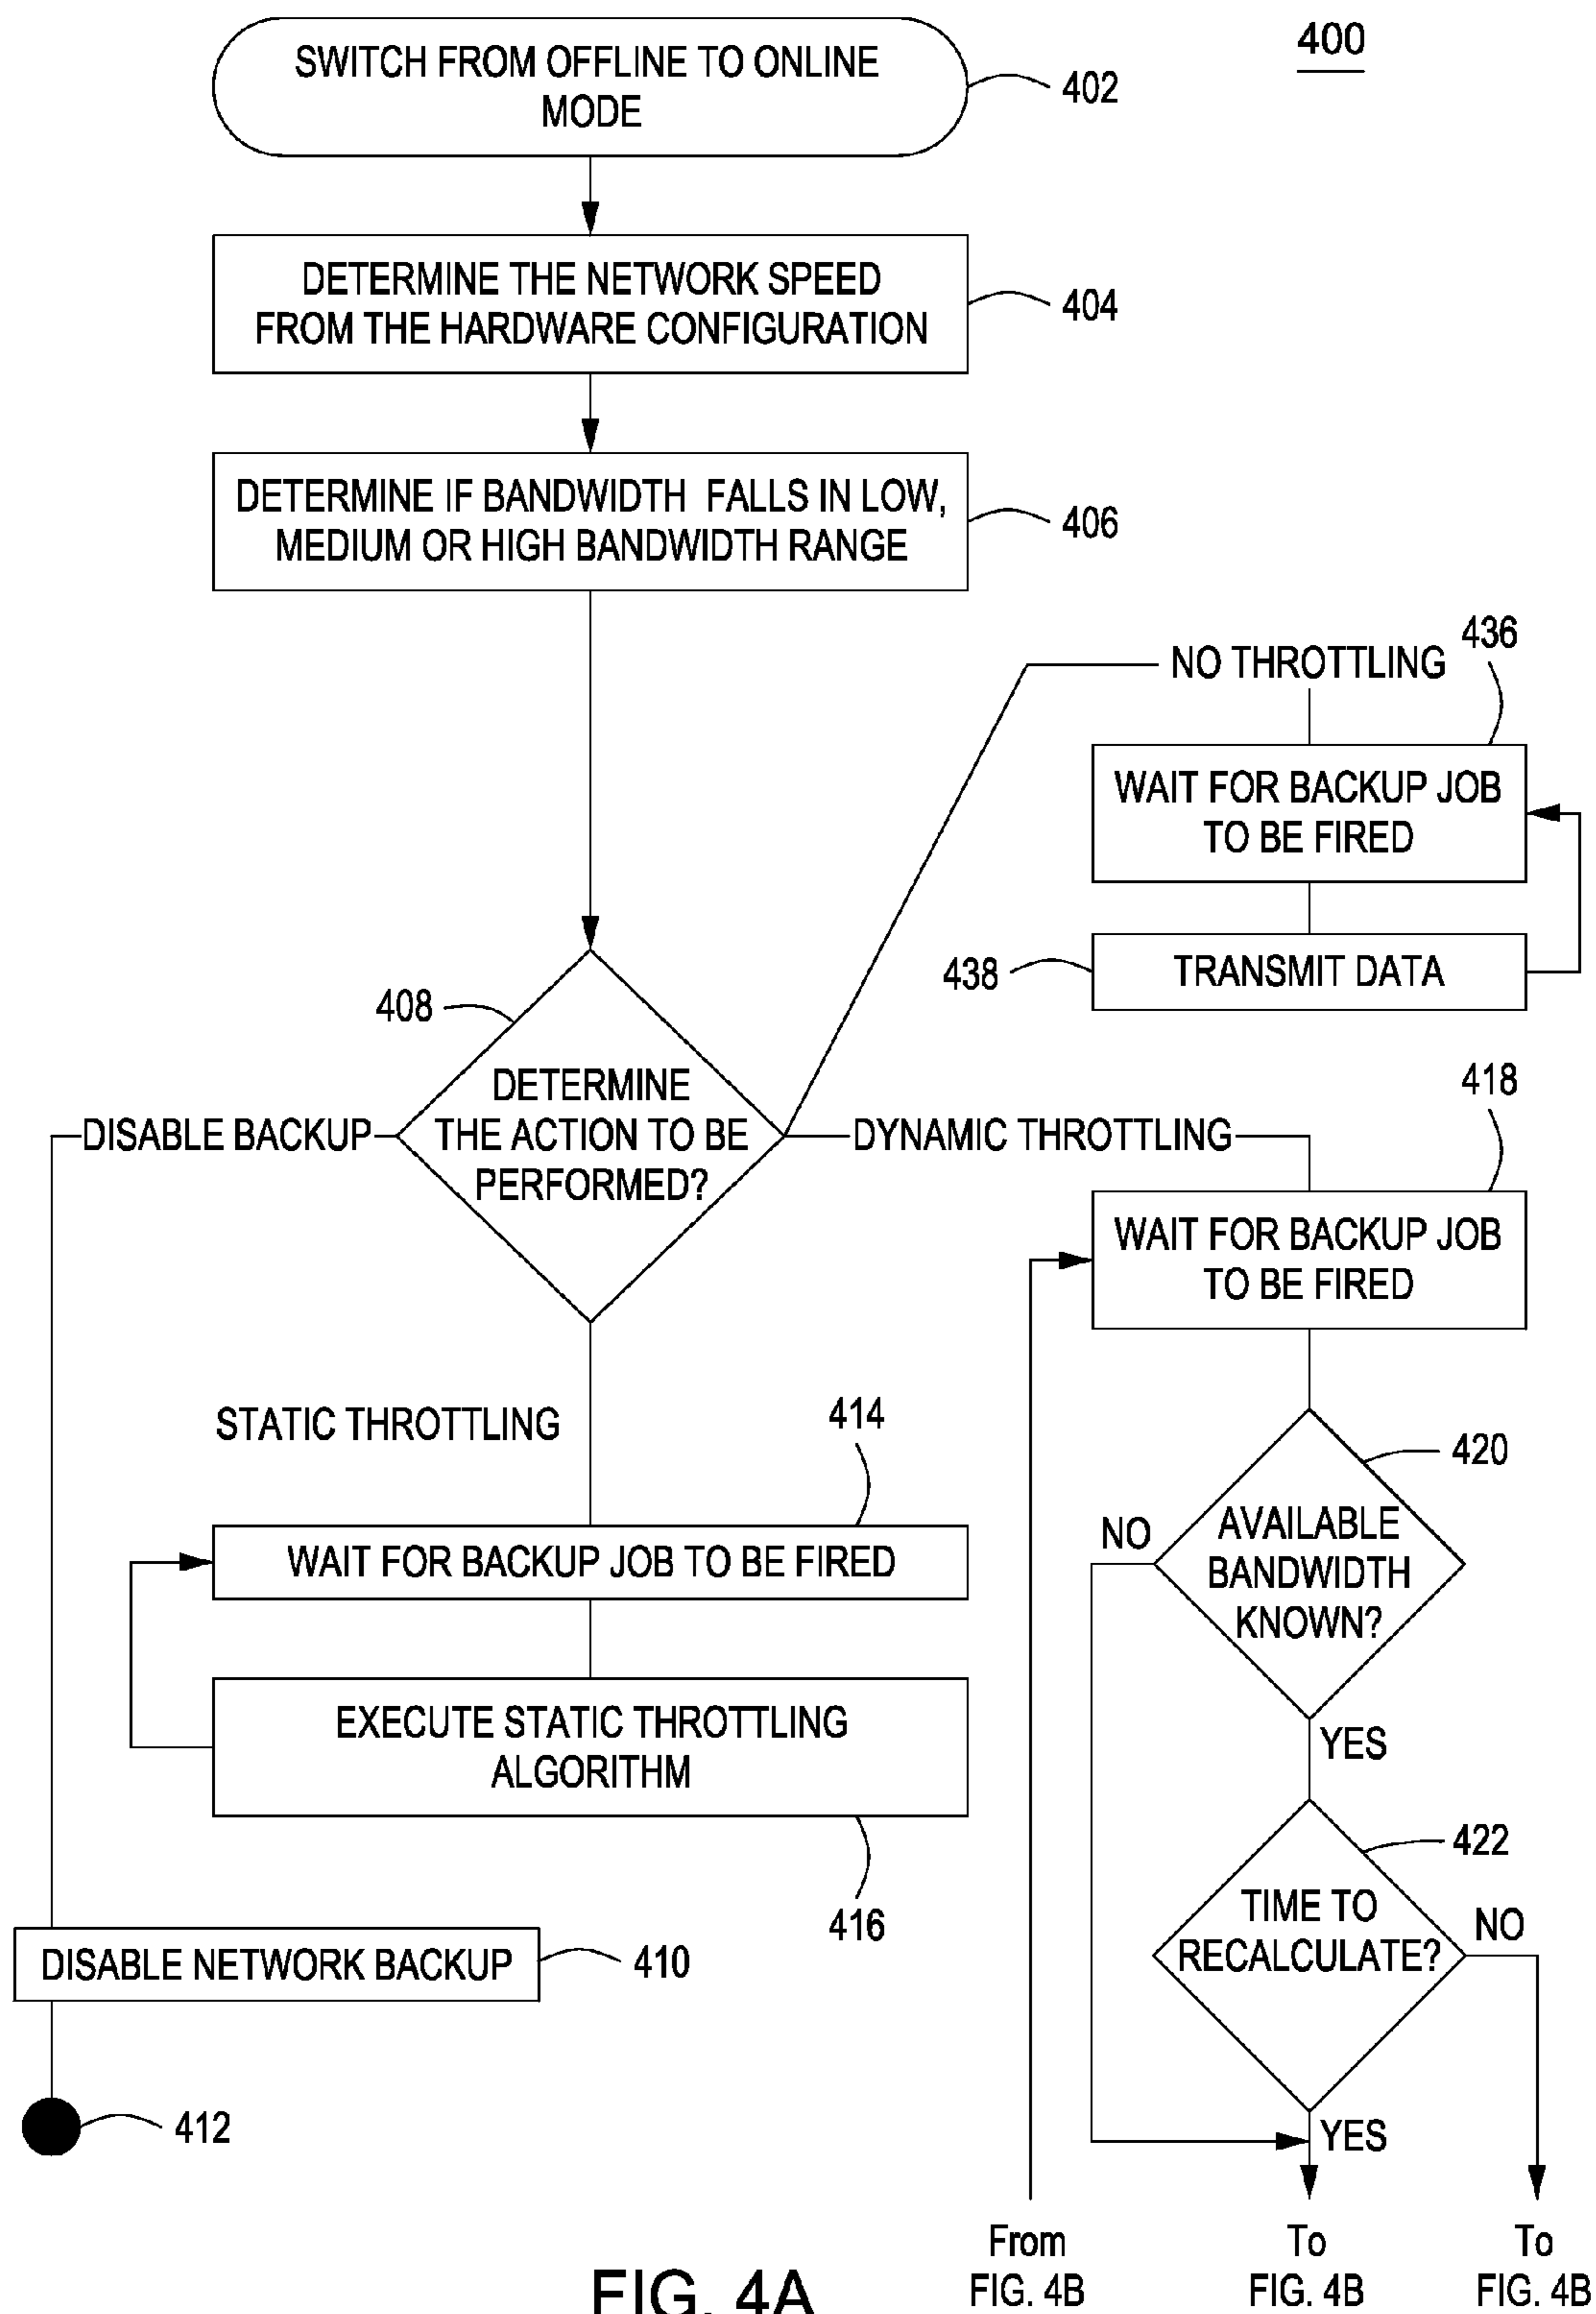 400
SWITCH FROM OFFLINE TO ONLINE
MODE
402
DETERMINE THE NETWORK SPEED
FROM THE HARDWARE CONFIGURATION
404
DETERMINE IF BANDWIDTH FALLS IN LOW,
MEDIUM OR HIGH BANDWIDTH RANGE
406
436
NO THROTTLING
WAIT FOR BACKUP JOB
TO BE FIRED
438
TRANSMIT DATA
408
DETERMINE
THE ACTION TO BE
PERFORMED?
DISABLE BACKUP
DYNAMIC THROTTLING
418
WAIT FOR BACKUP JOB
TO BE FIRED
STATIC THROTTLING
414
WAIT FOR BACKUP JOB TO BE FIRED
EXECUTE STATIC THROTTLING
ALGORITHM
416
420
NO
AVAILABLE
BANDWIDTH
KNOWN?
YES
422
TIME TO
RECALCULATE?
NO
YES
DISABLE NETWORK BACKUP
410
412
From
FIG. 4B
To
FIG. 4B
To
FIG. 4B
FIG. 4A